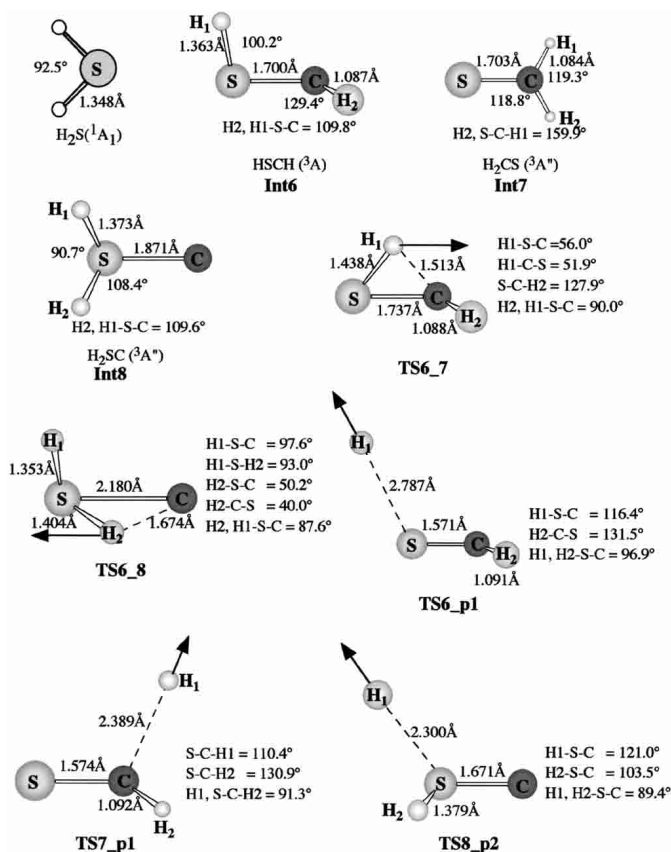 92.5°
S
1.348Å
H₂S(¹A₁)
H₁
1.363Å
100.2°
1.700Å
S
C
1.087Å
H₂
129.4°
H2, H1-S-C = 109.8°
HSCH (³A)
Int6
1.703Å
H₁
1.084Å
S
C
119.3°
118.8°
H₂
H2, S-C-H1 = 159.9°
H₂CS (³A")
Int7
H₁
1.373Å
90.7°
S
1.871Å
C
108.4°
H₂
H2, H1-S-C = 109.6°
H₂SC (³A")
Int8
H₁
1.438Å
1.513Å
S
C
1.737Å
H₂
1.088Å
H1-S-C =56.0°
H1-C-S =51.9°
S-C-H2 = 127.9°
H2, H1-S-C = 90.0°
TS6_7
H₁
1.353Å
S
2.180Å
C
1.404Å
H₂
1.674Å
H1-S-C = 97.6°
H1-S-H2 = 93.0°
H2-S-C = 50.2°
H2-C-S = 40.0°
H2, H1-S-C = 87.6°
TS6_8
H₁
2.787Å
1.571Å
S
C
H₂
1.091Å
H1-S-C = 116.4°
H2-C-S = 131.5°
H1, H2-S-C = 96.9°
TS6_p1
H₁
2.389Å
1.574Å
S
C
1.092Å
H₂
S-C-H1 = 110.4°
S-C-H2 = 130.9°
H1, S-C-H2 = 91.3°
TS7_p1
H₁
2.300Å
S
1.671Å
C
H₂
1.379Å
H1-S-C = 121.0°
H2-S-C = 103.5°
H1, H2-S-C = 89.4°
TS8_p2